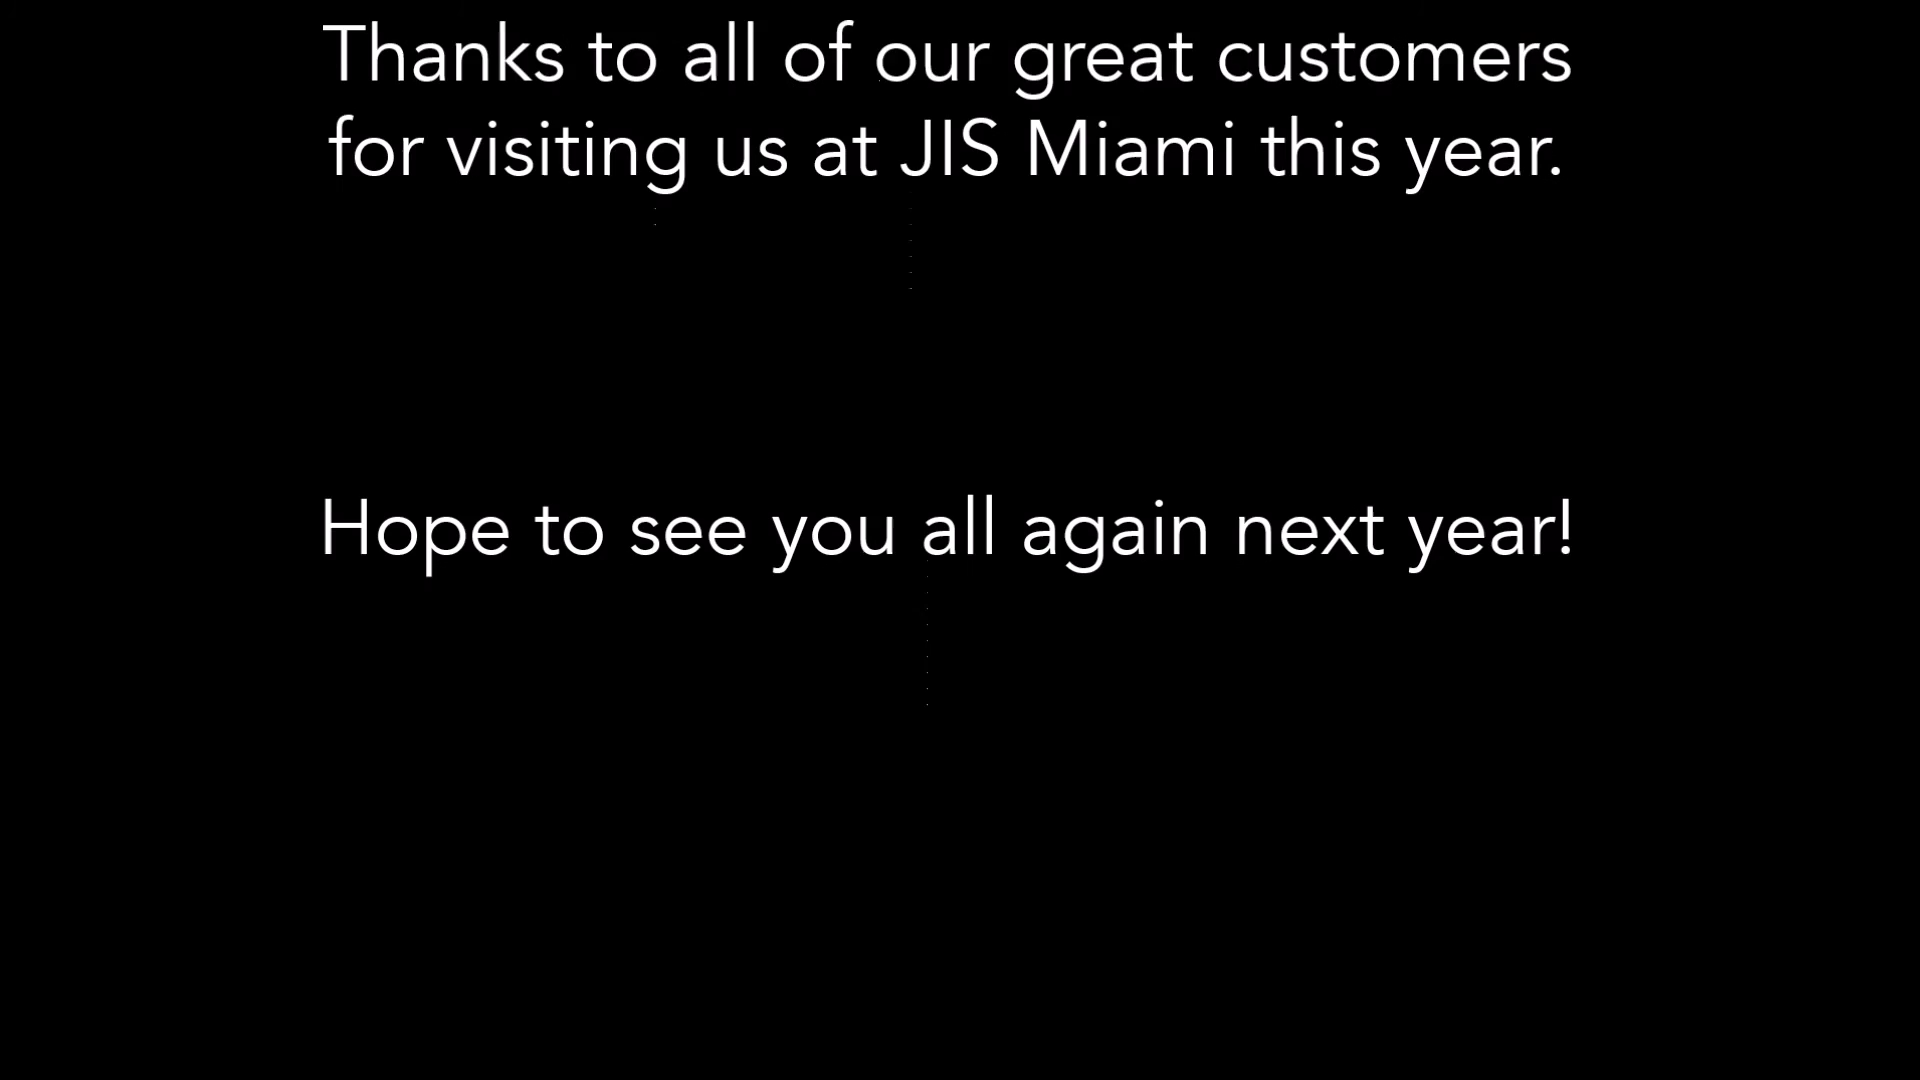 Thanks to all of our great customers
for visiting us at JIS Miami this year.
Hope to see you all again next year!